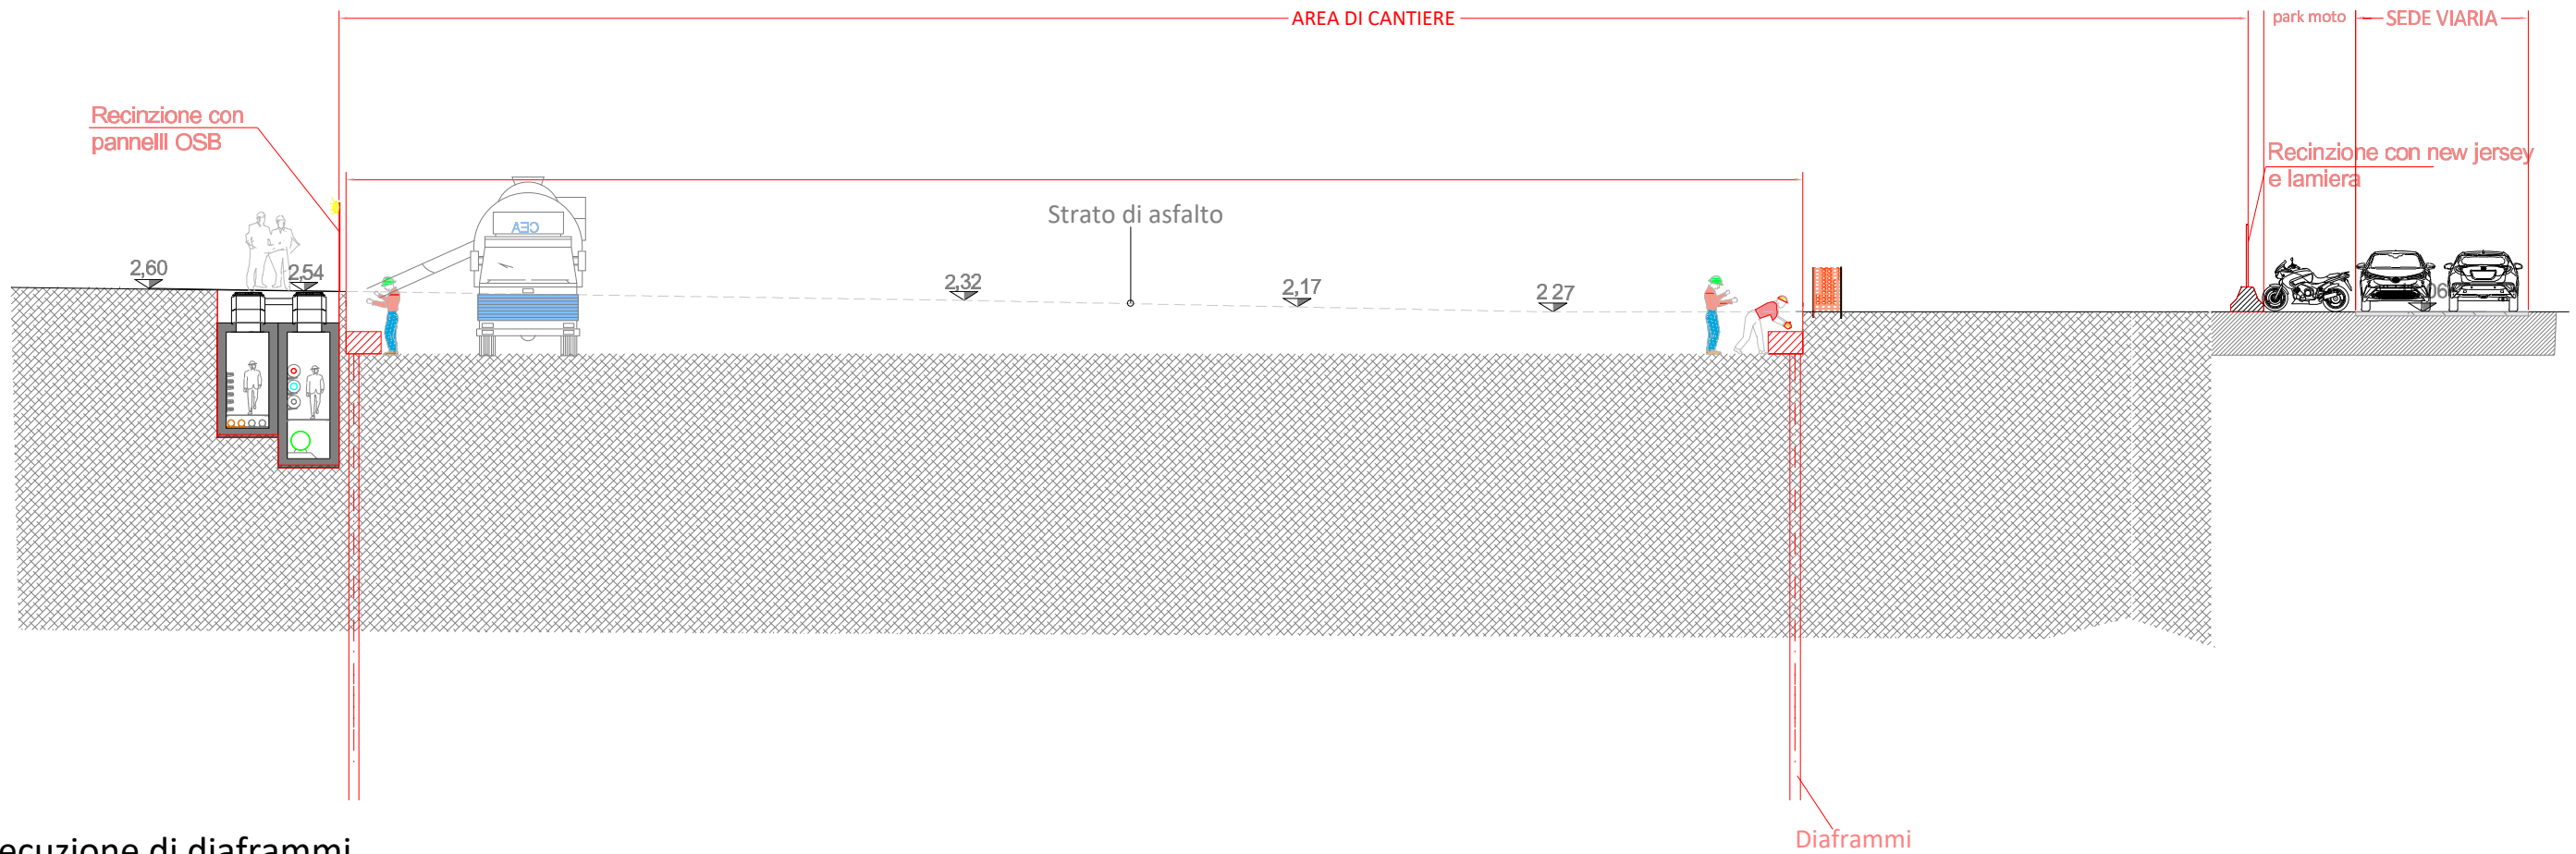 AREA DI CANTIERE
park moto
SEDE VIARIA
Recinzione con
pannelli OSB
Recinzione con new jersey
e lamiera
CEA
Strato di asfalto
2,60
2,54
2,32
2,17
2 27
Diaframmi
ecuzione di diaframmi